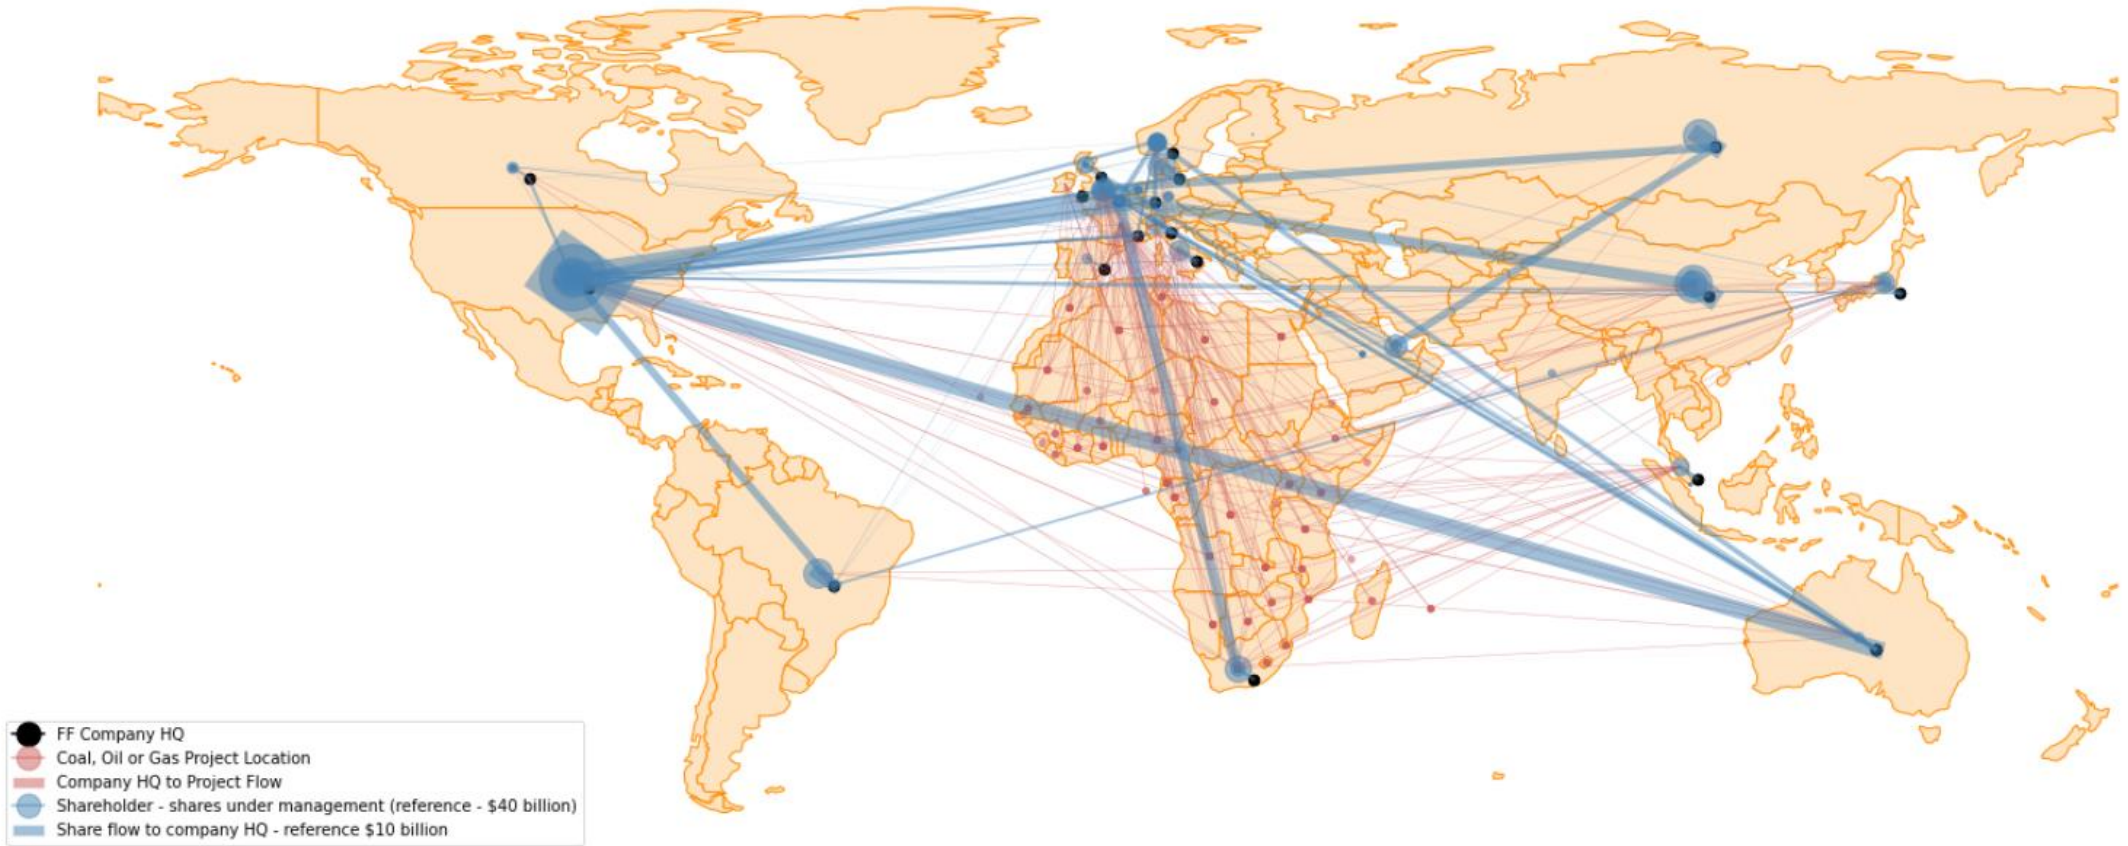 FF Company HQ
Coal, Oil or Gas Project Location
Company HQ to Project Flow
Shareholder - shares under management (reference - $40 billion)
Share flow to company HQ - reference $10 billion